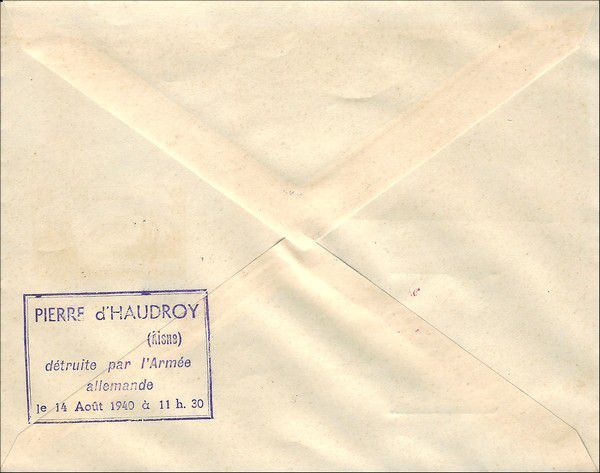 PIERRE d'HAUDROY
(Aisne)
détruite par l'Armée
allemande
le 14 Août 1940 à 11 h. 30